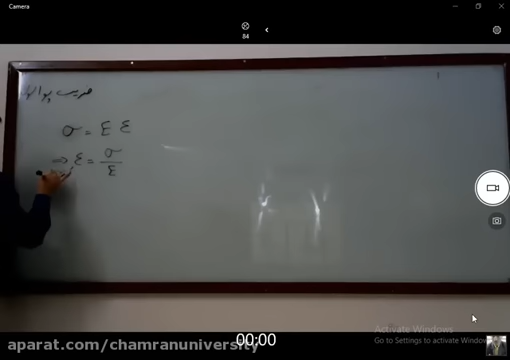 Camera
84
ضریب پواسون
σ = E ε
⇒ ε = σ / E
Activate Windows
Go to Settings to activate Windows
00:00
aparat.com/chamranuniversity